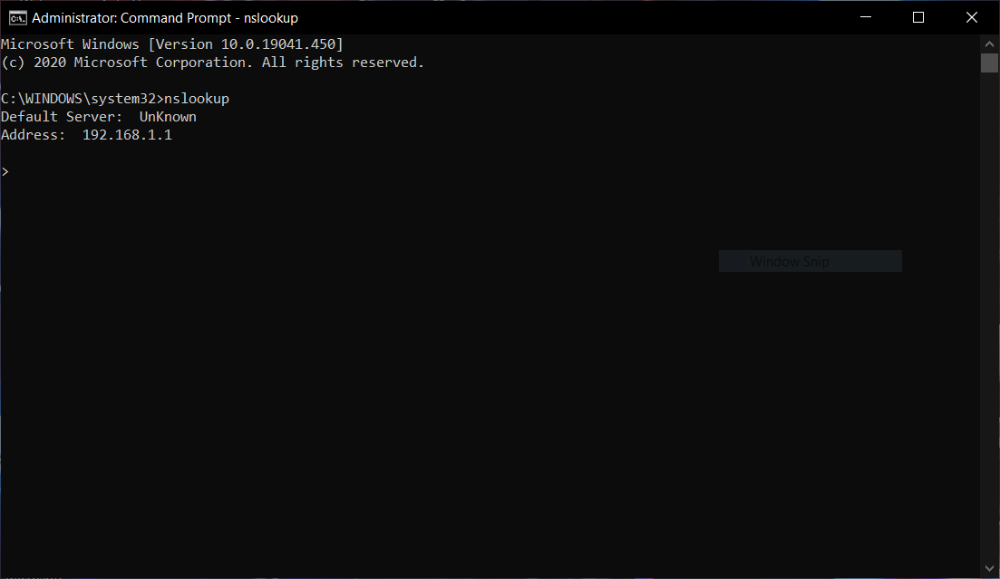 Administrator: Command Prompt - nslookup
Microsoft Windows [Version 10.0.19041.450]
(c) 2020 Microsoft Corporation. All rights reserved.
C:\WINDOWS\system32>nslookup
Default Server:  UnKnown
Address:  192.168.1.1
>
Window Snip